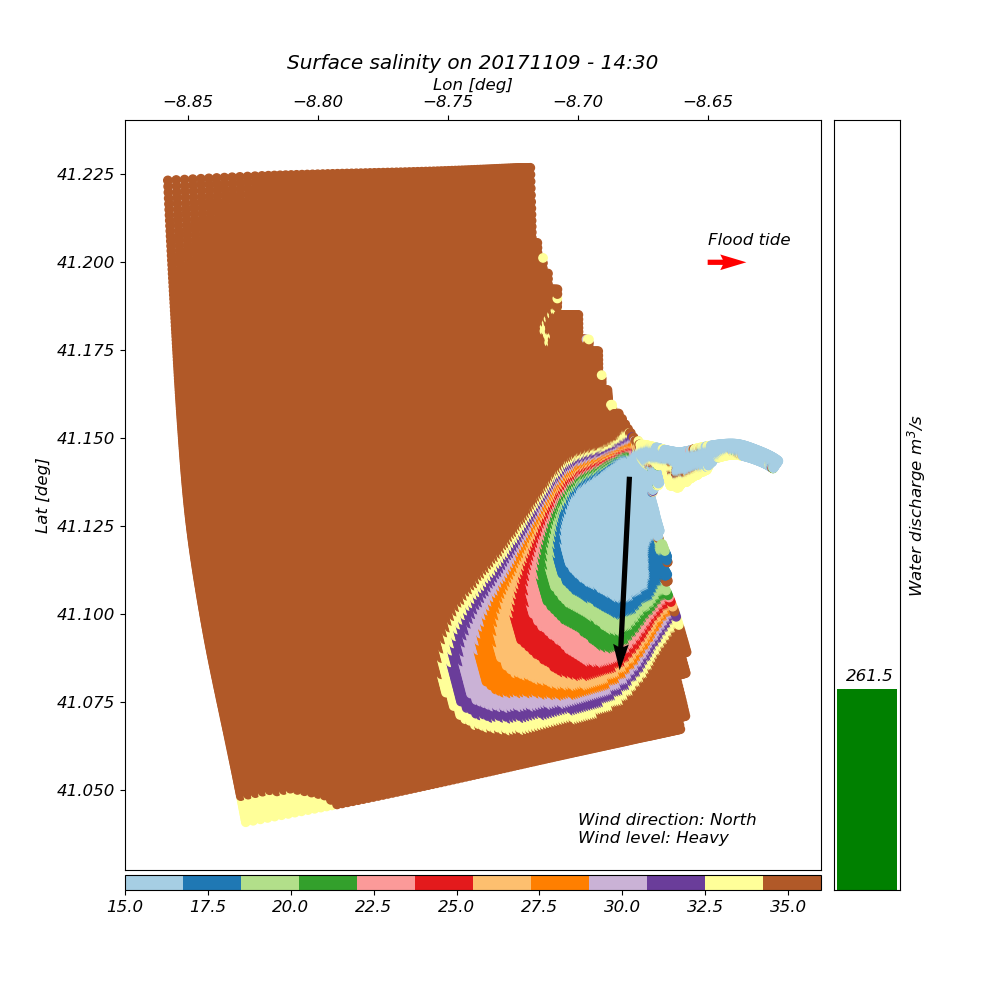 Surface salinity on 20171109 - 14:30
Lon [deg]
−8.85 −8.80 −8.75 −8.70 −8.65
41.225
41.200
41.175
41.150
41.125
41.100
41.075
41.050
Lat [deg]
Flood tide
Wind direction: North
Wind level: Heavy
15.0 17.5 20.0 22.5 25.0 27.5 30.0 32.5 35.0
261.5
Water discharge m³/s